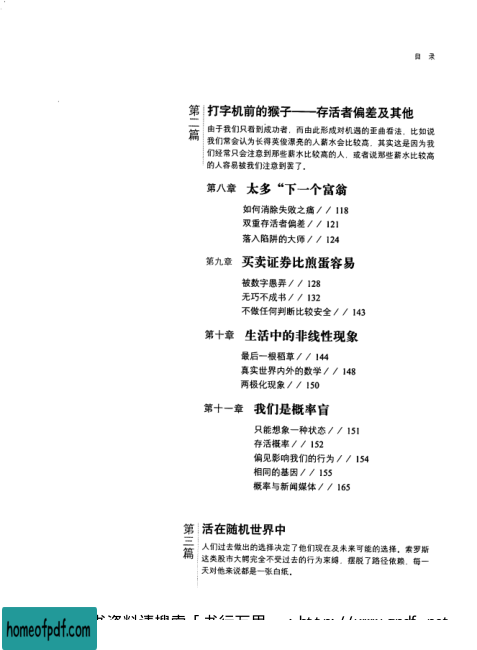 目 录
第二篇
打字机前的猴子——存活者偏差及其他
由于我们只看到成功者，而由此形成对机遇的歪曲看法，比如说
我们常会认为长得英俊漂亮的人薪水会比较高，其实这是因为我
们经常只会注意到那些薪水比较高的人，或者说那些薪水比较高
的人容易被我们注意到罢了。
第八章 太多“下一个富翁
如何消除失败之痛// 118
双重存活者偏差// 121
落入陷阱的大师// 124
第九章 买卖证券比煎蛋容易
被数字愚弄// 128
无巧不成书// 132
不做任何判断比较安全// 143
第十章 生活中的非线性现象
最后一根稻草// 144
真实世界内外的数学// 148
两极化现象// 150
第十一章 我们是概率盲
只能想象一种状态// 151
存活概率// 152
偏见影响我们的行为// 154
相同的基因// 155
概率与新闻媒体// 165
第三篇
活在随机世界中
人们过去做出的选择决定了他们现在及未来可能的选择。索罗斯
这类股市大鳄完全不受过去的行为束缚，摆脱了路径依赖，每一
天对他来说都是一张白纸。
homeofpdf.com